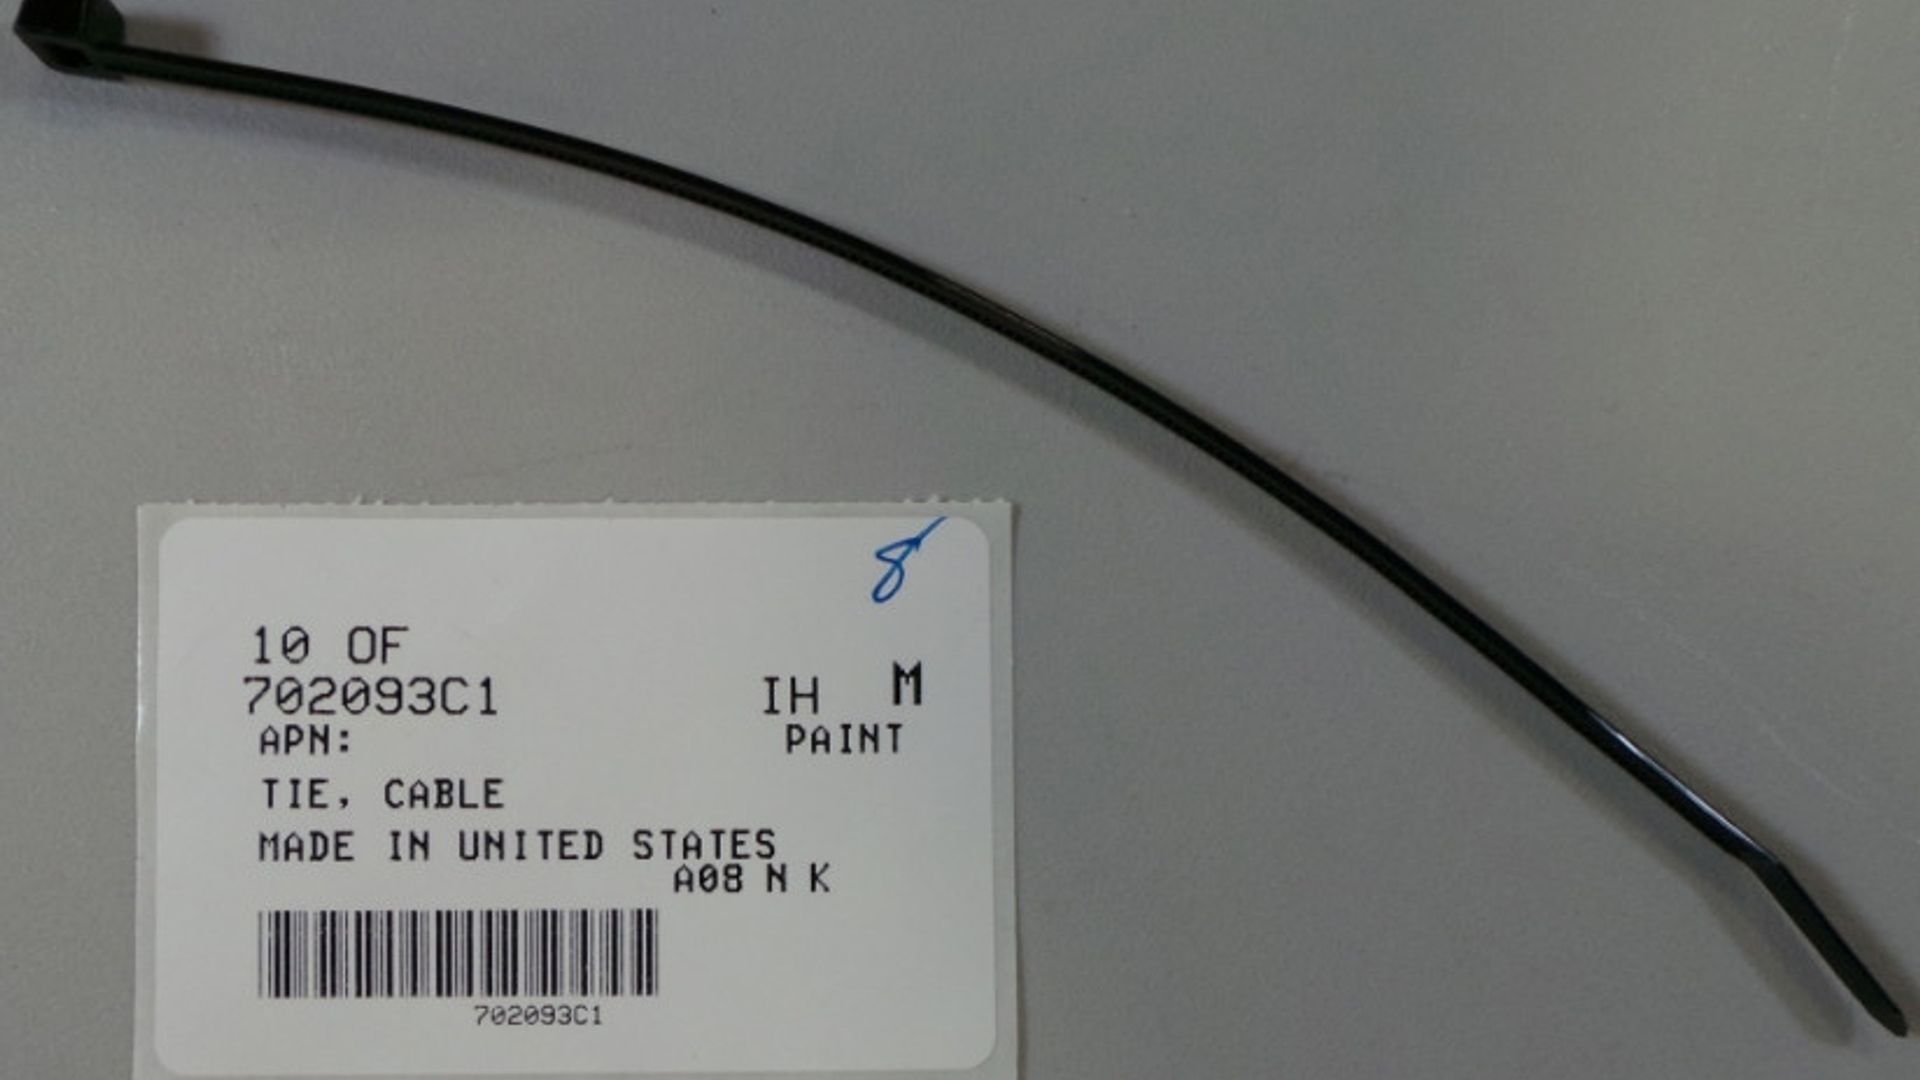 8
10 OF
702093C1 IH M
APN: PAINT
TIE, CABLE
MADE IN UNITED STATES
A08 N K
702093C1